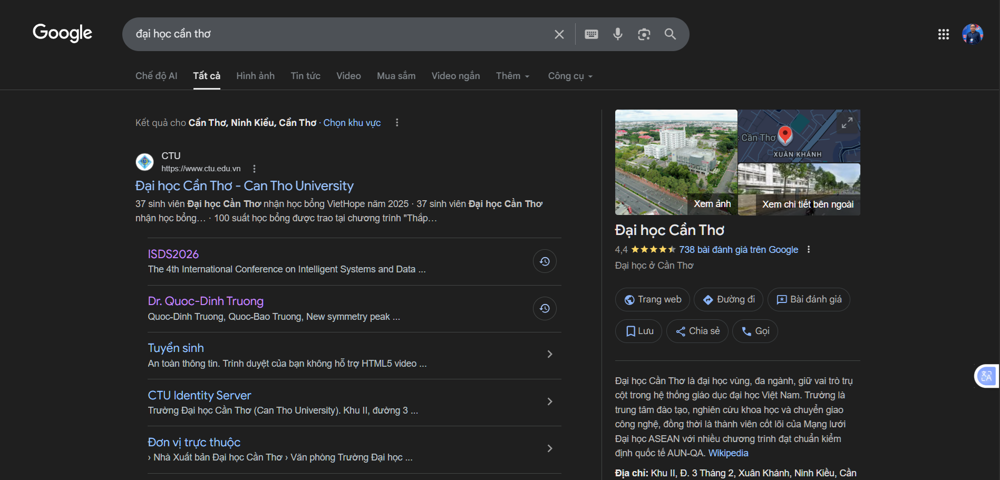 Google
đại học cần thơ
Chế độ AI
Tất cả
Hình ảnh
Tin tức
Video
Mua sắm
Video ngắn
Thêm
Công cụ
Kết quả cho Cần Thơ, Ninh Kiều, Cần Thơ · Chọn khu vực
CTU
https://www.ctu.edu.vn
Đại học Cần Thơ - Can Tho University
37 sinh viên Đại học Cần Thơ nhận học bổng VietHope năm 2025 · 37 sinh viên Đại học Cần Thơ
nhận học bổng… · 100 suất học bổng được trao tại chương trình "Thắp…
ISDS2026
The 4th International Conference on Intelligent Systems and Data ...
Dr. Quoc-Dinh Truong
Quoc-Dinh Truong, Quoc-Bao Truong, New symmetry peak ...
Tuyển sinh
An toàn thông tin. Trình duyệt của bạn không hỗ trợ HTML5 video ...
CTU Identity Server
Trường Đại học Cần Thơ (Can Tho University). Khu II, đường 3 ...
Đơn vị trực thuộc
› Nhà Xuất bản Đại học Cần Thơ › Văn phòng Trường Đại học ...
Cần Thơ
XUÂN KHÁNH
Xem ảnh
Xem chi tiết bên ngoài
Đại học Cần Thơ
4,4 738 bài đánh giá trên Google
Đại học ở Cần Thơ
Trang web
Đường đi
Bài đánh giá
Lưu
Chia sẻ
Gọi
Đại học Cần Thơ là đại học vùng, đa ngành, giữ vai trò trụ
cột trong hệ thống giáo dục đại học Việt Nam. Trường là
trung tâm đào tạo, nghiên cứu khoa học và chuyển giao
công nghệ, đồng thời là thành viên cốt lõi của Mạng lưới
Đại học ASEAN với nhiều chương trình đạt chuẩn kiểm
định quốc tế AUN-QA. Wikipedia
Địa chỉ: Khu II, Đ. 3 Tháng 2, Xuân Khánh, Ninh Kiều, Cần